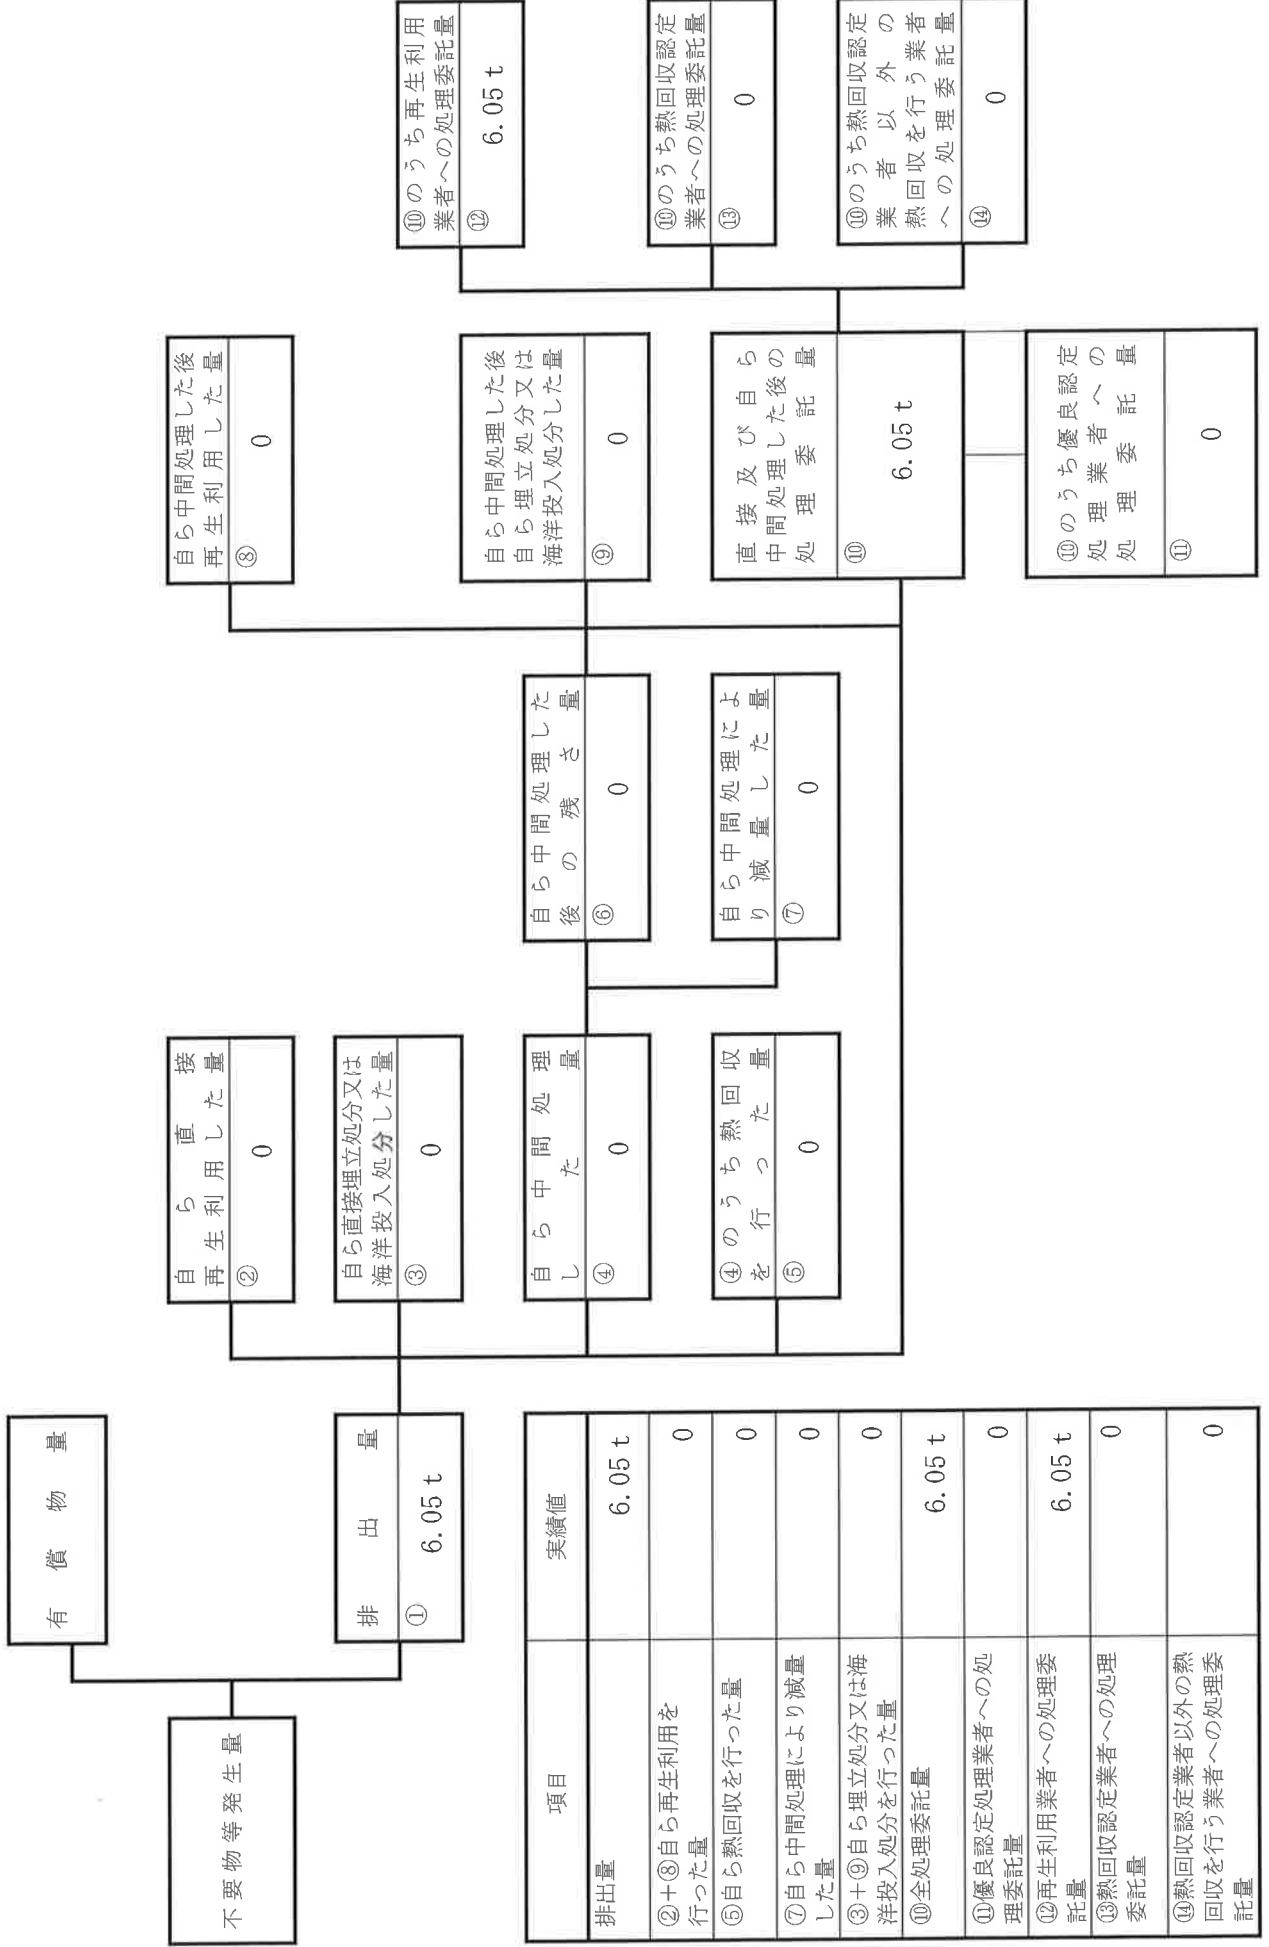 不要物等発生量
有償物量
排出量
① 6.05 t
自ら直接
再生利用した量
② 0
自ら直接埋立処分又は
海洋投入処分した量
③ 0
自ら中間処理
した量
④ 0
④のうち熱回収
を行った量
⑤ 0
自ら中間処理した
後の残さ量
⑥ 0
自ら中間処理によ
り減量した量
⑦ 0
自ら中間処理した後
再生利用した量
⑧ 0
自ら中間処理した後
自ら埋立処分又は
海洋投入処分した量
⑨ 0
直接及び自ら
中間処理した後の
処理委託量
⑩ 6.05 t
⑩のうち優良認定
処理業者への
処理委託量
⑪ 0
⑩のうち再生利用
業者への処理委託量
⑫ 6.05 t
⑩のうち熱回収認定
業者への処理委託量
⑬ 0
⑩のうち熱回収認定
業者以外の
熱回収を行う業者
への処理委託量
⑭ 0
項目 実績値
排出量 6.05 t
②+⑧自ら再生利用を
行った量 0
⑤自ら熱回収を行った量 0
⑦自ら中間処理により減量
した量 0
③+⑨自ら埋立処分又は海
洋投入処分を行った量 0
⑩全処理委託量 6.05 t
⑪優良認定処理業者への処
理委託量 0
⑫再生利用業者への処理委
託量 6.05 t
⑬熱回収認定業者への処理
委託量 0
⑭熱回収認定業者以外の熱
回収を行う業者への処理委
託量 0